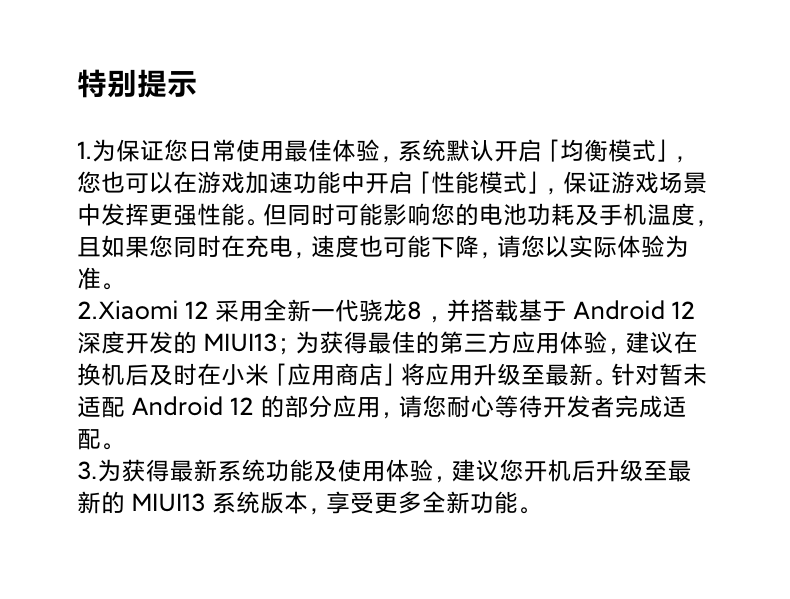 特别提示
1.为保证您日常使用最佳体验，系统默认开启「均衡模式」，
您也可以在游戏加速功能中开启「性能模式」，保证游戏场景
中发挥更强性能。但同时可能影响您的电池功耗及手机温度，
且如果您同时在充电，速度也可能下降，请您以实际体验为
准。
2.Xiaomi 12 采用全新一代骁龙8 ，并搭载基于 Android 12
深度开发的 MIUI13；为获得最佳的第三方应用体验，建议在
换机后及时在小米「应用商店」将应用升级至最新。针对暂未
适配 Android 12 的部分应用，请您耐心等待开发者完成适
配。
3.为获得最新系统功能及使用体验，建议您开机后升级至最
新的 MIUI13 系统版本，享受更多全新功能。